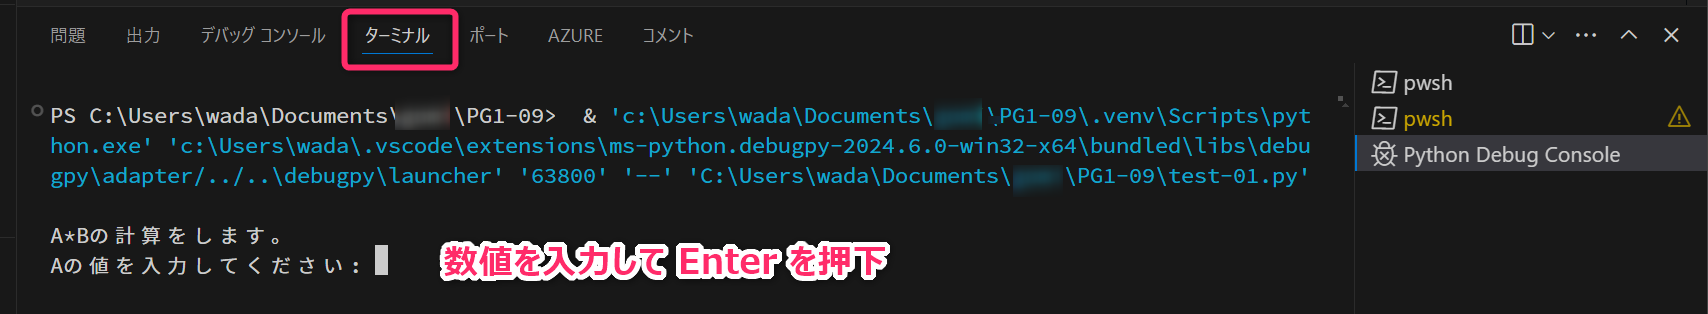 問題 出力 デバッグ コンソール ターミナル ポート AZURE コメント
PS C:\Users\wada\Documents\ \PG1-09>  & 'c:\Users\wada\Documents\ \PG1-09\.venv\Scripts\pyt
hon.exe' 'c:\Users\wada\.vscode\extensions\ms-python.debugpy-2024.6.0-win32-x64\bundled\libs\debu
gpy\adapter/../..\debugpy\launcher' '63800' '--' 'C:\Users\wada\Documents\ \PG1-09\test-01.py'
A*Bの計算をします。
Aの値を入力してください:
数値を入力して Enter を押下
pwsh
pwsh
Python Debug Console